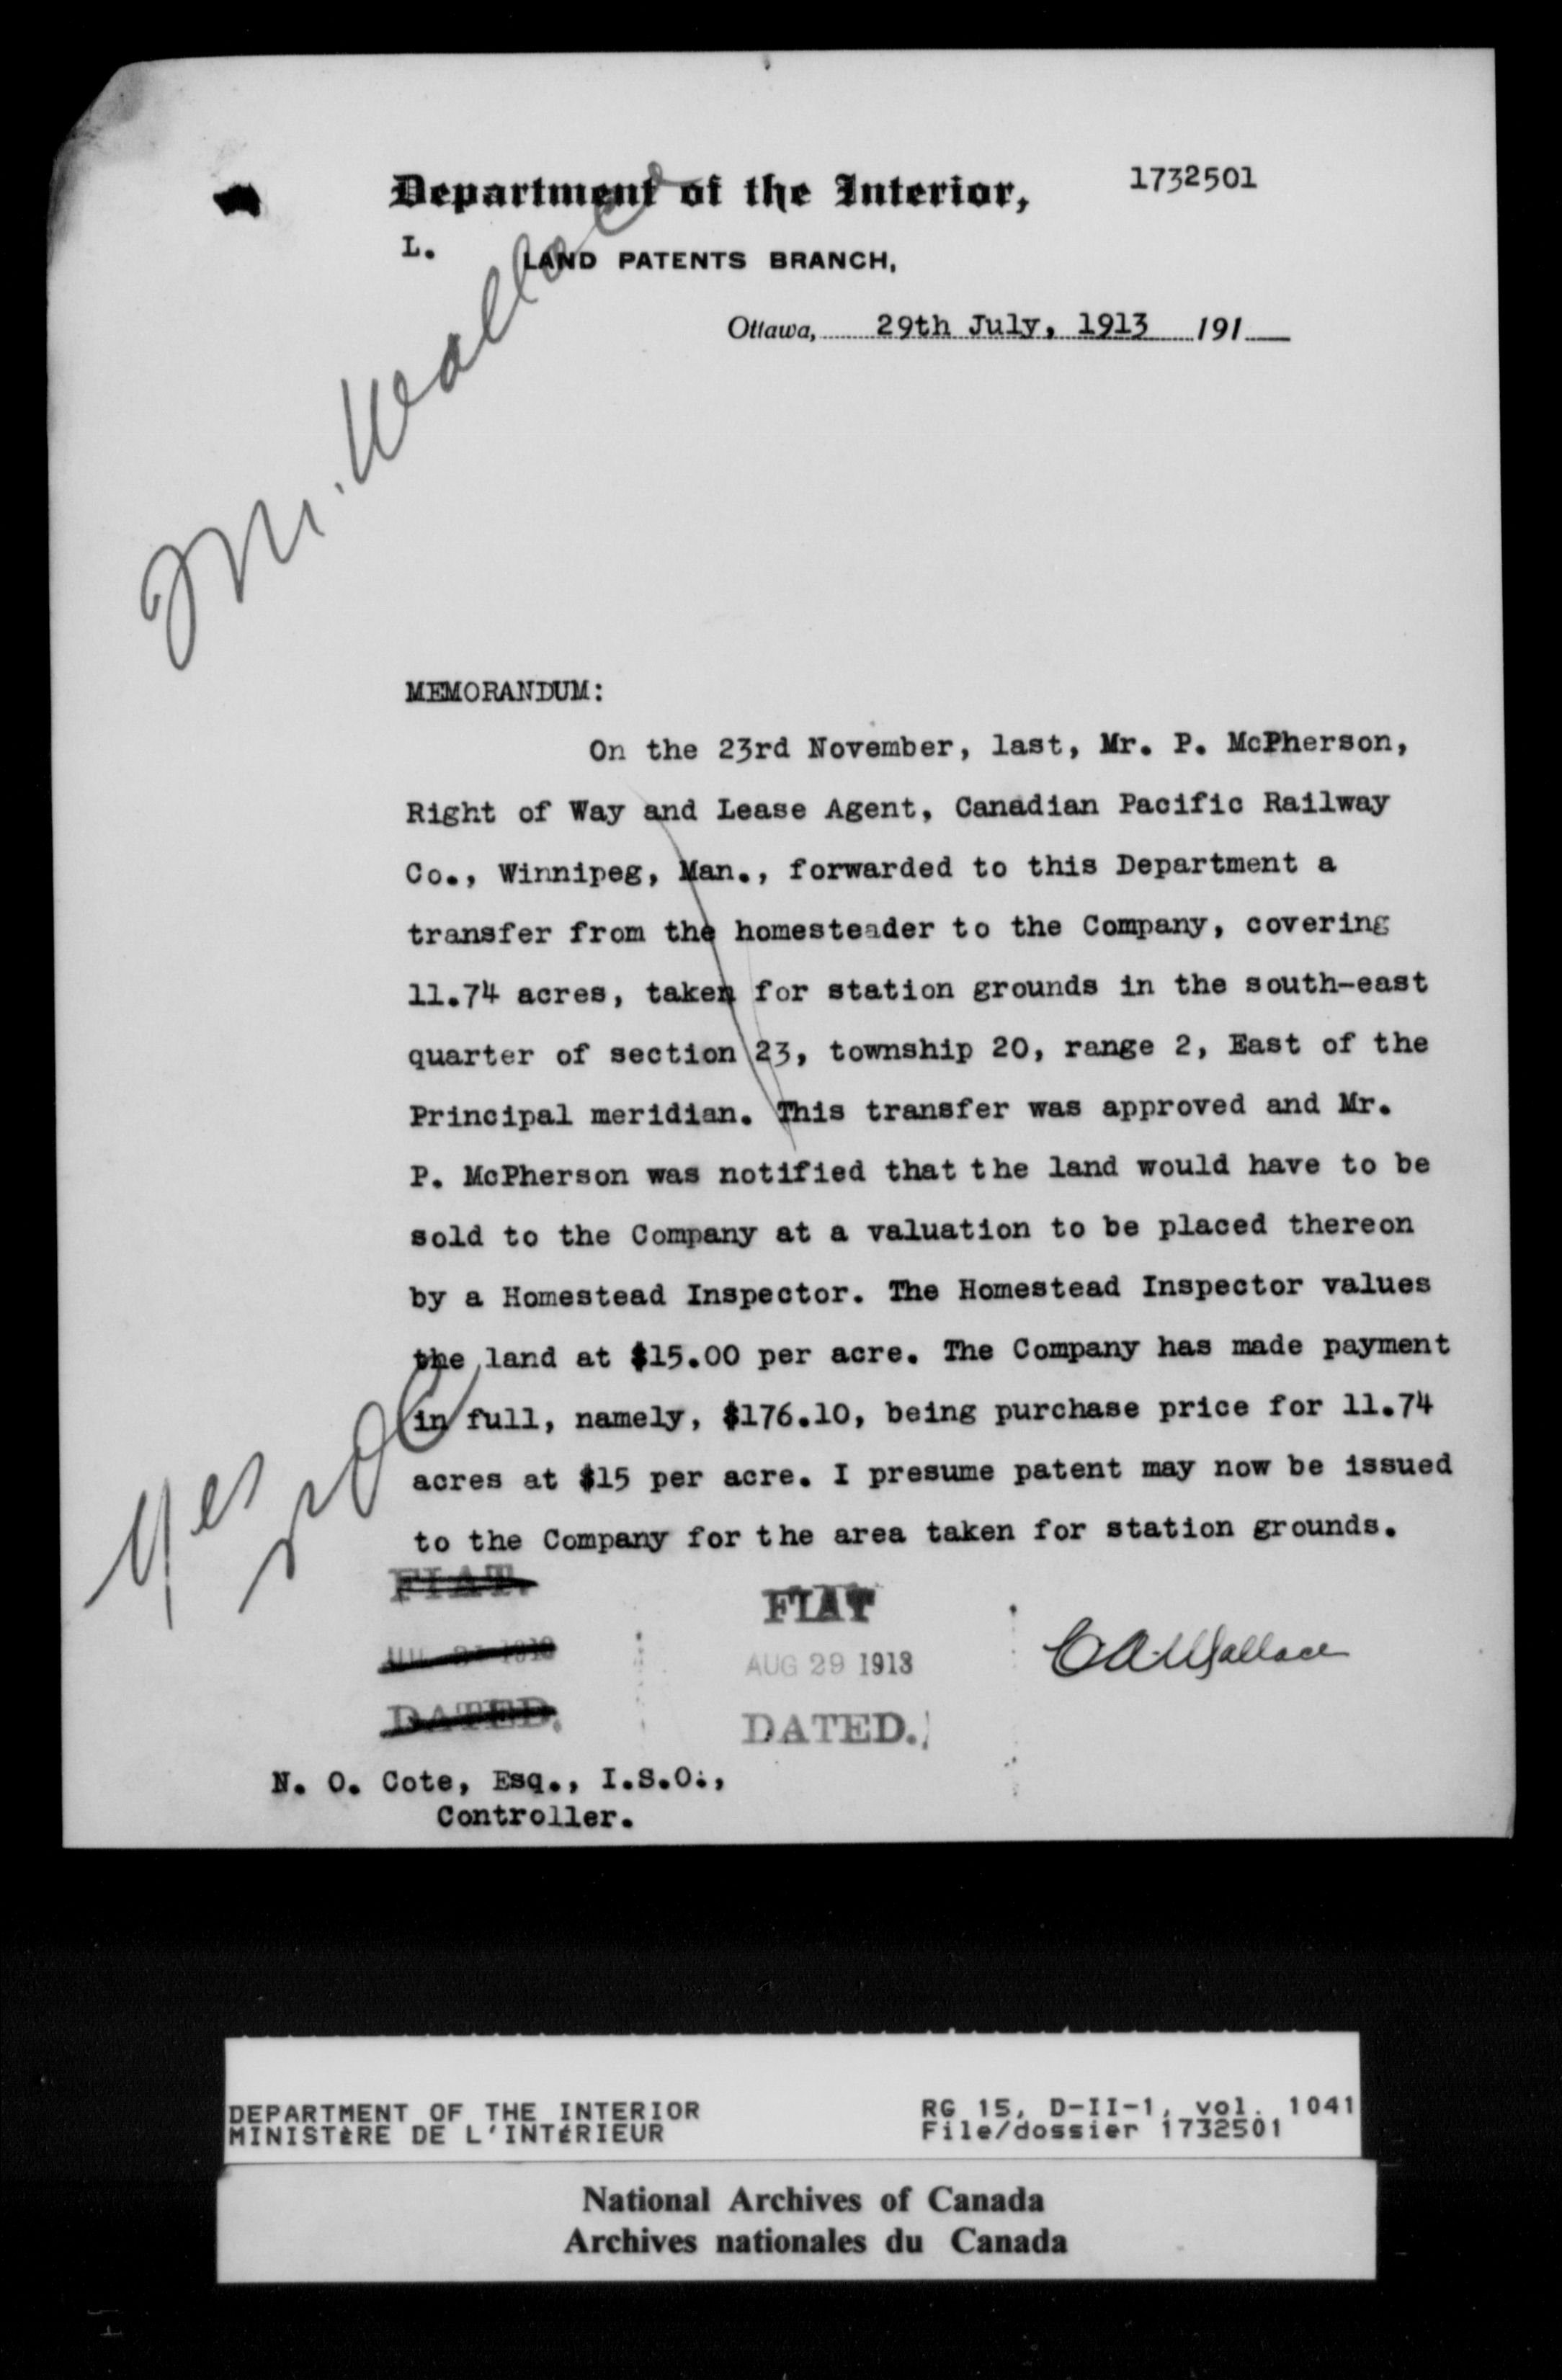 Department of the Interior,
1732501
L.
LAND PATENTS BRANCH,
Ottawa, 29th July, 1913 191
Mr. Wallace
MEMORANDUM:
On the 23rd November, last, Mr. P. McPherson,
Right of Way and Lease Agent, Canadian Pacific Railway
Co., Winnipeg, Man., forwarded to this Department a
transfer from the homesteader to the Company, covering
11.74 acres, taken for station grounds in the south-east
quarter of section 23, township 20, range 2, East of the
Principal meridian. This transfer was approved and Mr.
P. McPherson was notified that the land would have to be
sold to the Company at a valuation to be placed thereon
by a Homestead Inspector. The Homestead Inspector values
the land at $15.00 per acre. The Company has made payment
in full, namely, $176.10, being purchase price for 11.74
acres at $15 per acre. I presume patent may now be issued
to the Company for the area taken for station grounds.
Yes
NOC
FIAT.
DATED.
FIAT
AUG 29 1913
DATED.
CA Wallace
N. O. Cote, Esq., I.S.O.,
Controller.
DEPARTMENT OF THE INTERIOR
MINISTÈRE DE L'INTÉRIEUR
RG 15, D-II-1, vol. 1041
File/dossier 1732501
National Archives of Canada
Archives nationales du Canada